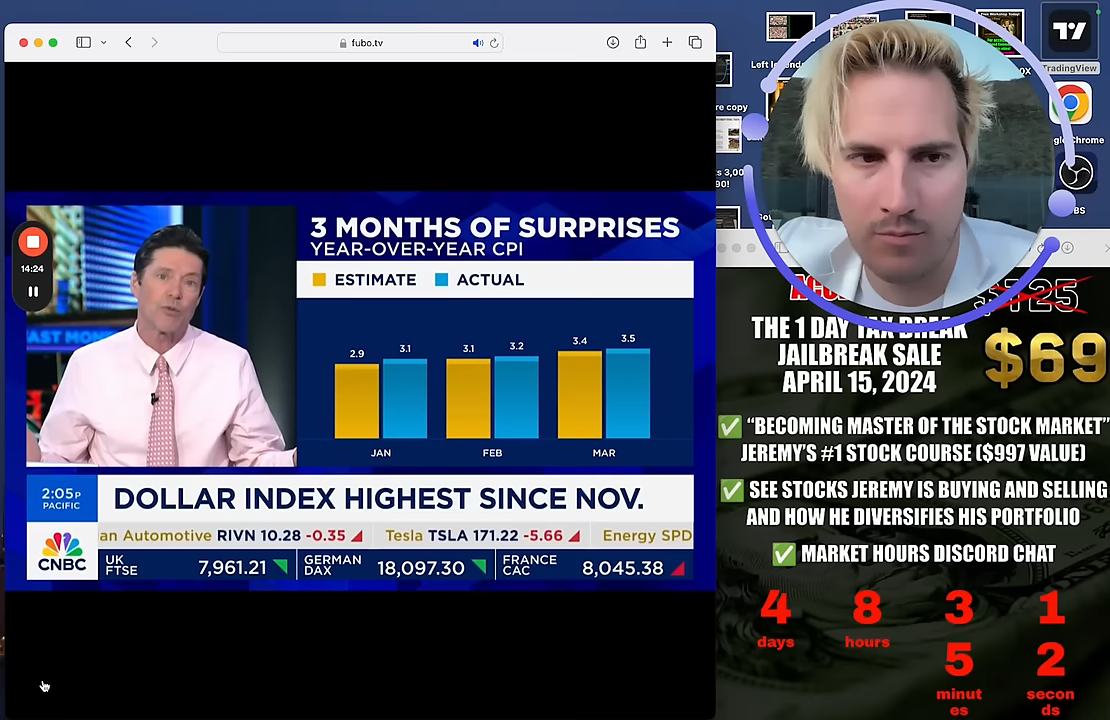 fubo.tv
14:24
3 MONTHS OF SURPRISES
YEAR-OVER-YEAR CPI
ESTIMATE ACTUAL
2.9 3.1 3.1 3.2 3.4 3.5
JAN FEB MAR
FAST MONEY
2:05P
PACIFIC
DOLLAR INDEX HIGHEST SINCE NOV.
an Automotive RIVN 10.28 -0.35 Tesla TSLA 171.22 -5.66 Energy SPD
CNBC
UK
FTSE
7,961.21
GERMAN
DAX
18,097.30
FRANCE
CAC
8,045.38
TradingView
re copy
$125
THE 1 DAY TAX BREAK
JAILBREAK SALE
APRIL 15, 2024
$69
✅ “BECOMING MASTER OF THE STOCK MARKET”
JEREMY’S #1 STOCK COURSE ($997 VALUE)
✅ SEE STOCKS JEREMY IS BUYING AND SELLING
AND HOW HE DIVERSIFIES HIS PORTFOLIO
✅ MARKET HOURS DISCORD CHAT
4 8 3 1
days hours 5 2
minut secon
es ds